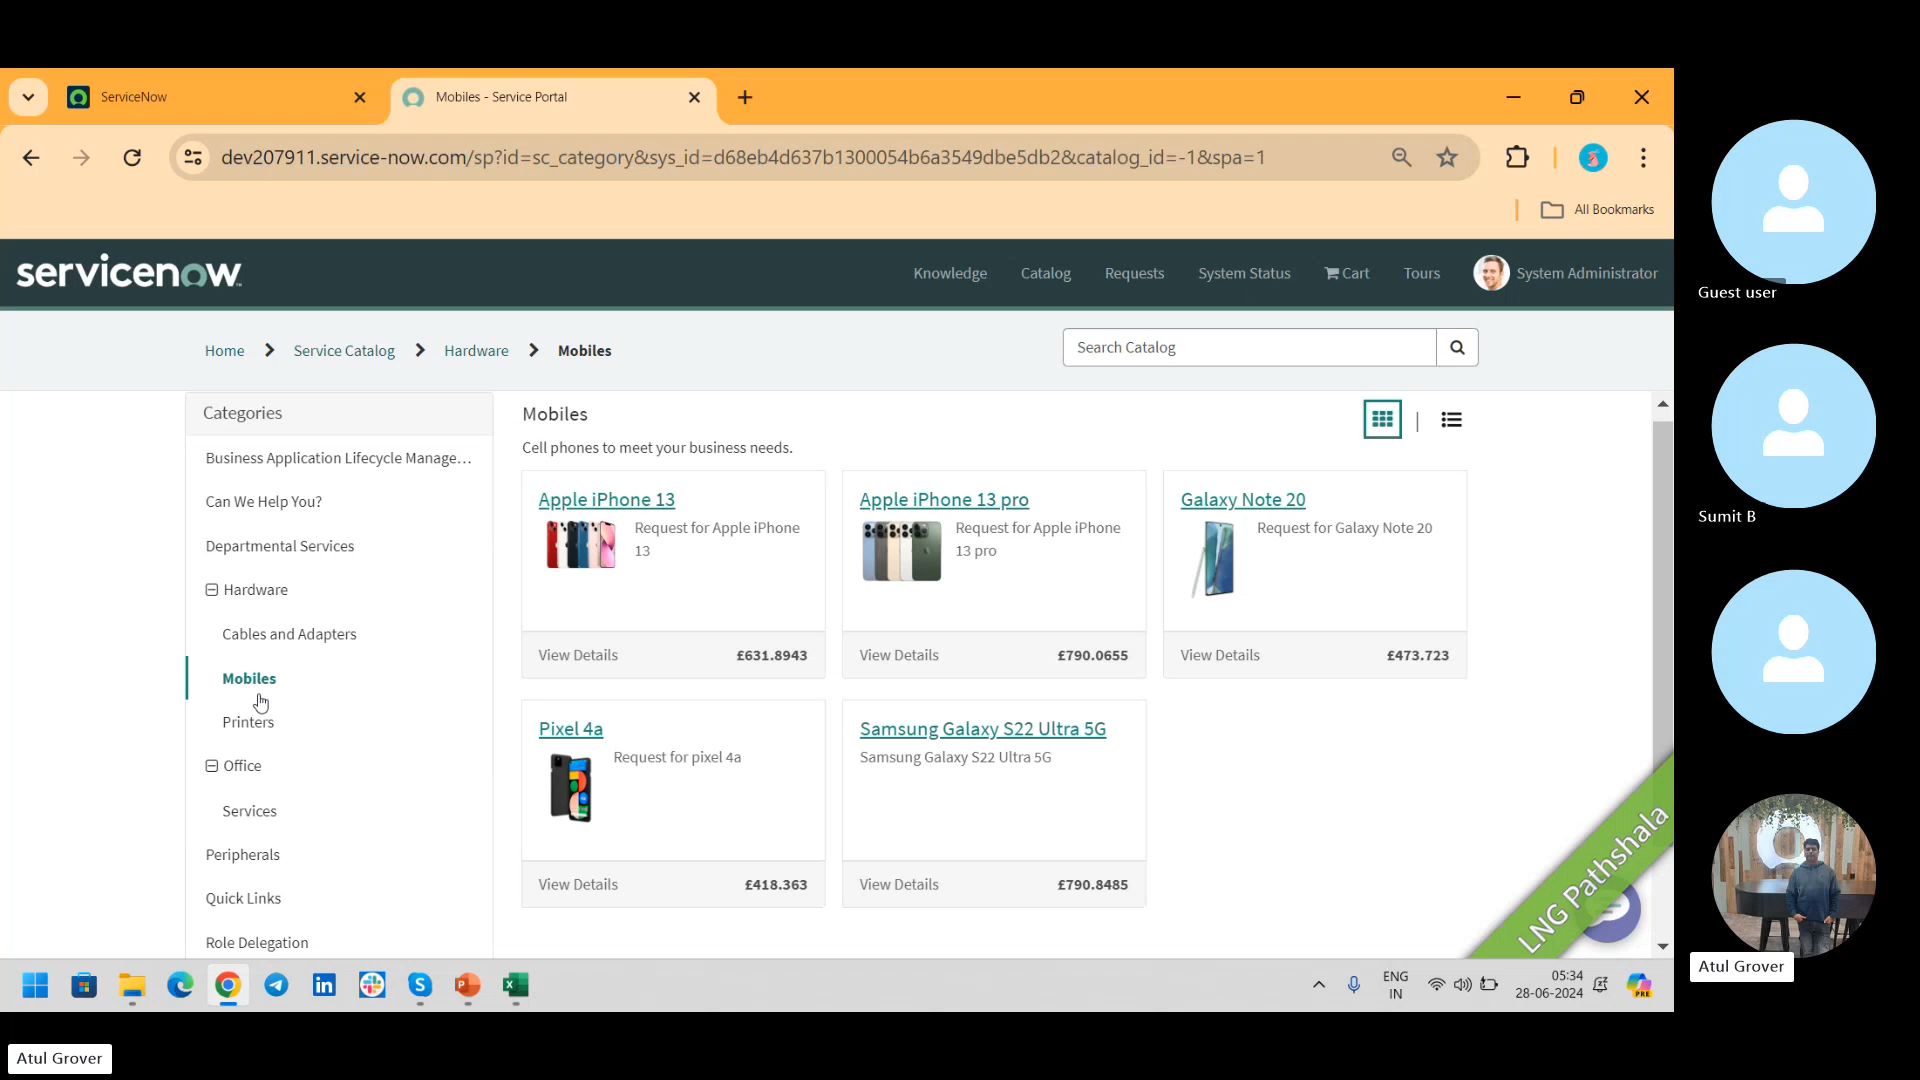 ServiceNow
Mobiles - Service Portal
dev207911.service-now.com/sp?id=sc_category&sys_id=d68eb4d637b1300054b6a3549dbe5db2&catalog_id=-1&spa=1
All Bookmarks
servicenow
Knowledge
Catalog
Requests
System Status
Cart
Tours
System Administrator
Home
Service Catalog
Hardware
Mobiles
Search Catalog
Categories
Business Application Lifecycle Manage...
Can We Help You?
Departmental Services
Hardware
Cables and Adapters
Mobiles
Printers
Office
Services
Peripherals
Quick Links
Role Delegation
Mobiles
Cell phones to meet your business needs.
Apple iPhone 13
Request for Apple iPhone
13
View Details
£631.8943
Apple iPhone 13 pro
Request for Apple iPhone
13 pro
View Details
£790.0655
Galaxy Note 20
Request for Galaxy Note 20
View Details
£473.723
Pixel 4a
Request for pixel 4a
View Details
£418.363
Samsung Galaxy S22 Ultra 5G
Samsung Galaxy S22 Ultra 5G
View Details
£790.8485
LNG Pathshala
ENG
IN
05:34
28-06-2024
PRE
Guest user
Sumit B
Atul Grover
Atul Grover